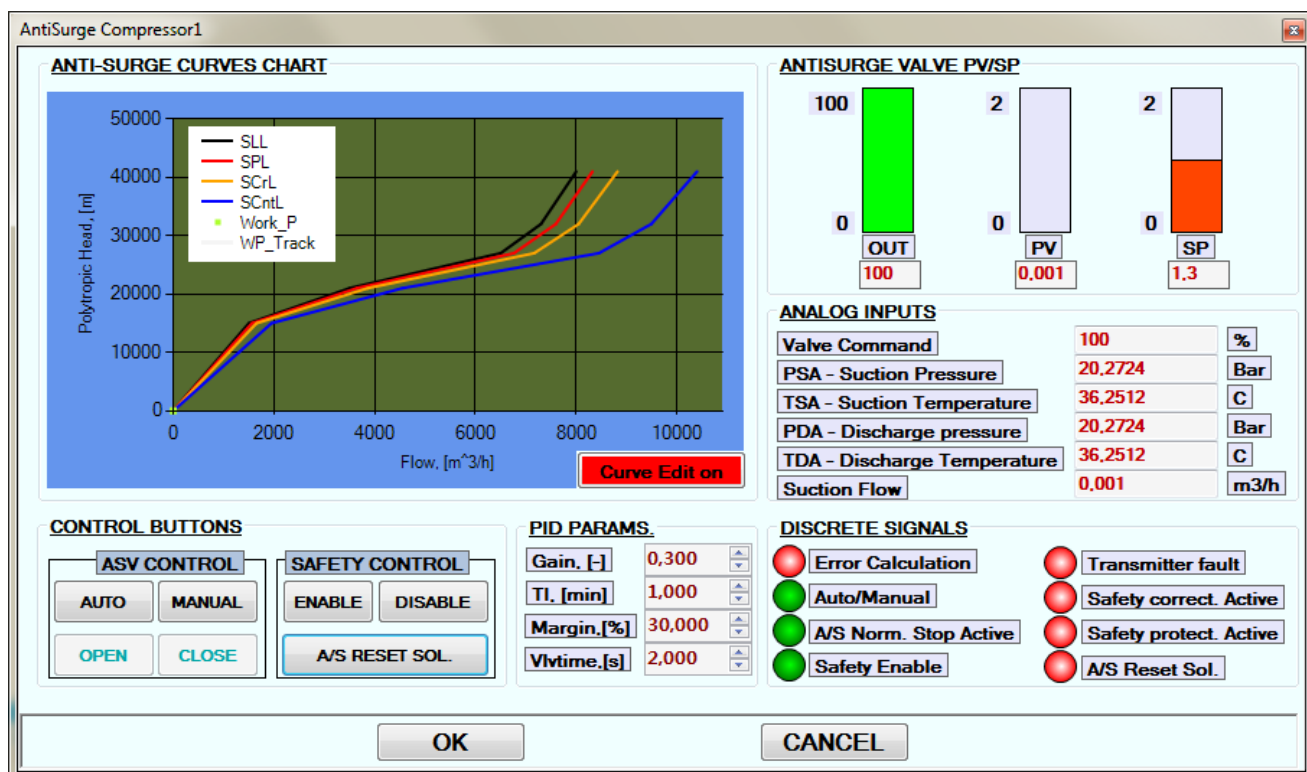 AntiSurge Compressor1
ANTI-SURGE CURVES CHART
50000
40000
30000
20000
10000
0
Polytropic Head, [m]
SLL
SPL
SCrL
SCntL
Work_P
WP_Track
0 2000 4000 6000 8000 10000
Flow, [m^3/h]
Curve Edit on
ANTISURGE VALVE PV/SP
100 2 2
0 0 0
OUT PV SP
100 0,001 1,3
ANALOG INPUTS
Valve Command 100 %
PSA - Suction Pressure 20,2724 Bar
TSA - Suction Temperature 36,2512 C
PDA - Discharge pressure 20,2724 Bar
TDA - Discharge Temperature 36,2512 C
Suction Flow 0,001 m3/h
CONTROL BUTTONS
ASV CONTROL
AUTO MANUAL
OPEN CLOSE
SAFETY CONTROL
ENABLE DISABLE
A/S RESET SOL.
PID PARAMS.
Gain, [-] 0,300
TI, [min] 1,000
Margin,[%] 30,000
Vlvtime,[s] 2,000
DISCRETE SIGNALS
Error Calculation
Auto/Manual
A/S Norm. Stop Active
Safety Enable
Transmitter fault
Safety correct. Active
Safety protect. Active
A/S Reset Sol.
OK CANCEL